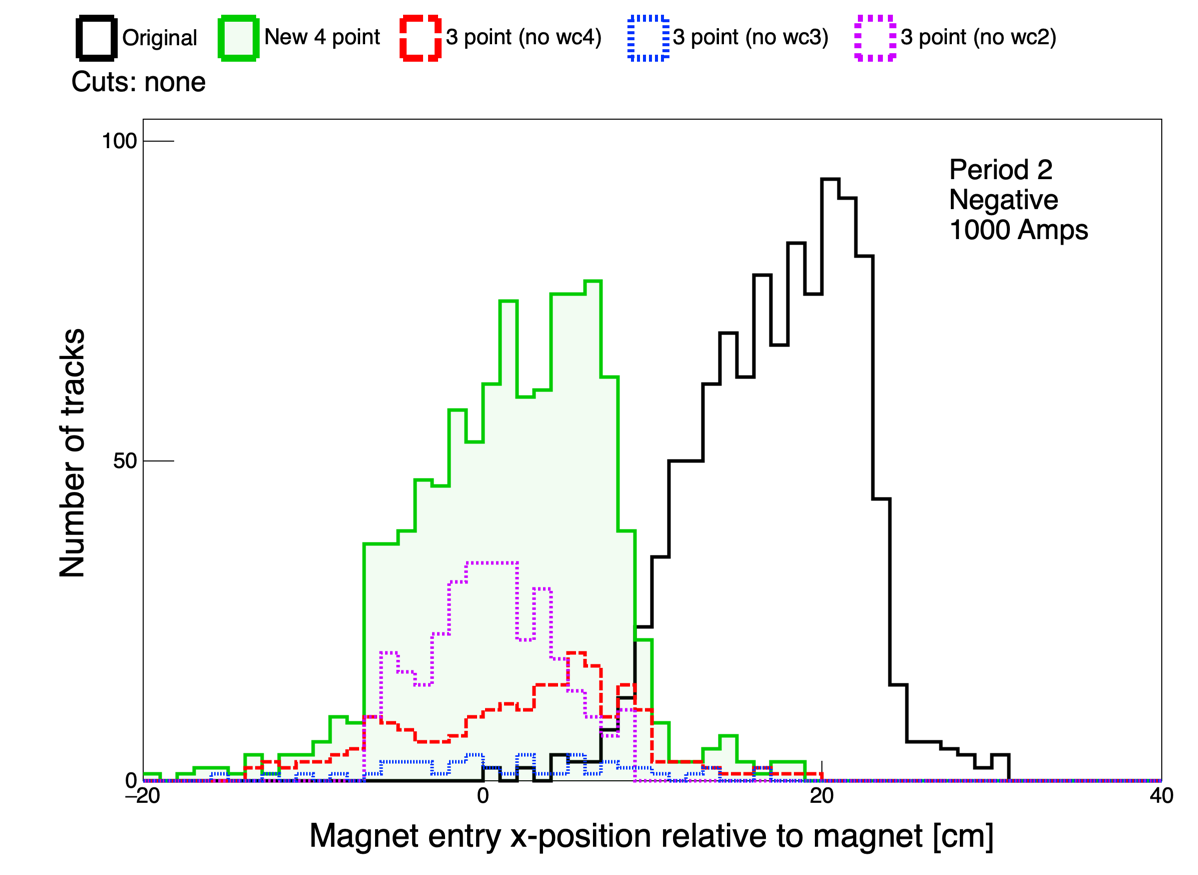 Original New 4 point 3 point (no wc4) 3 point (no wc3) 3 point (no wc2)
Cuts: none
100
Period 2
Negative
1000 Amps
Number of tracks
50
0
−20 0 20 40
Magnet entry x-position relative to magnet [cm]